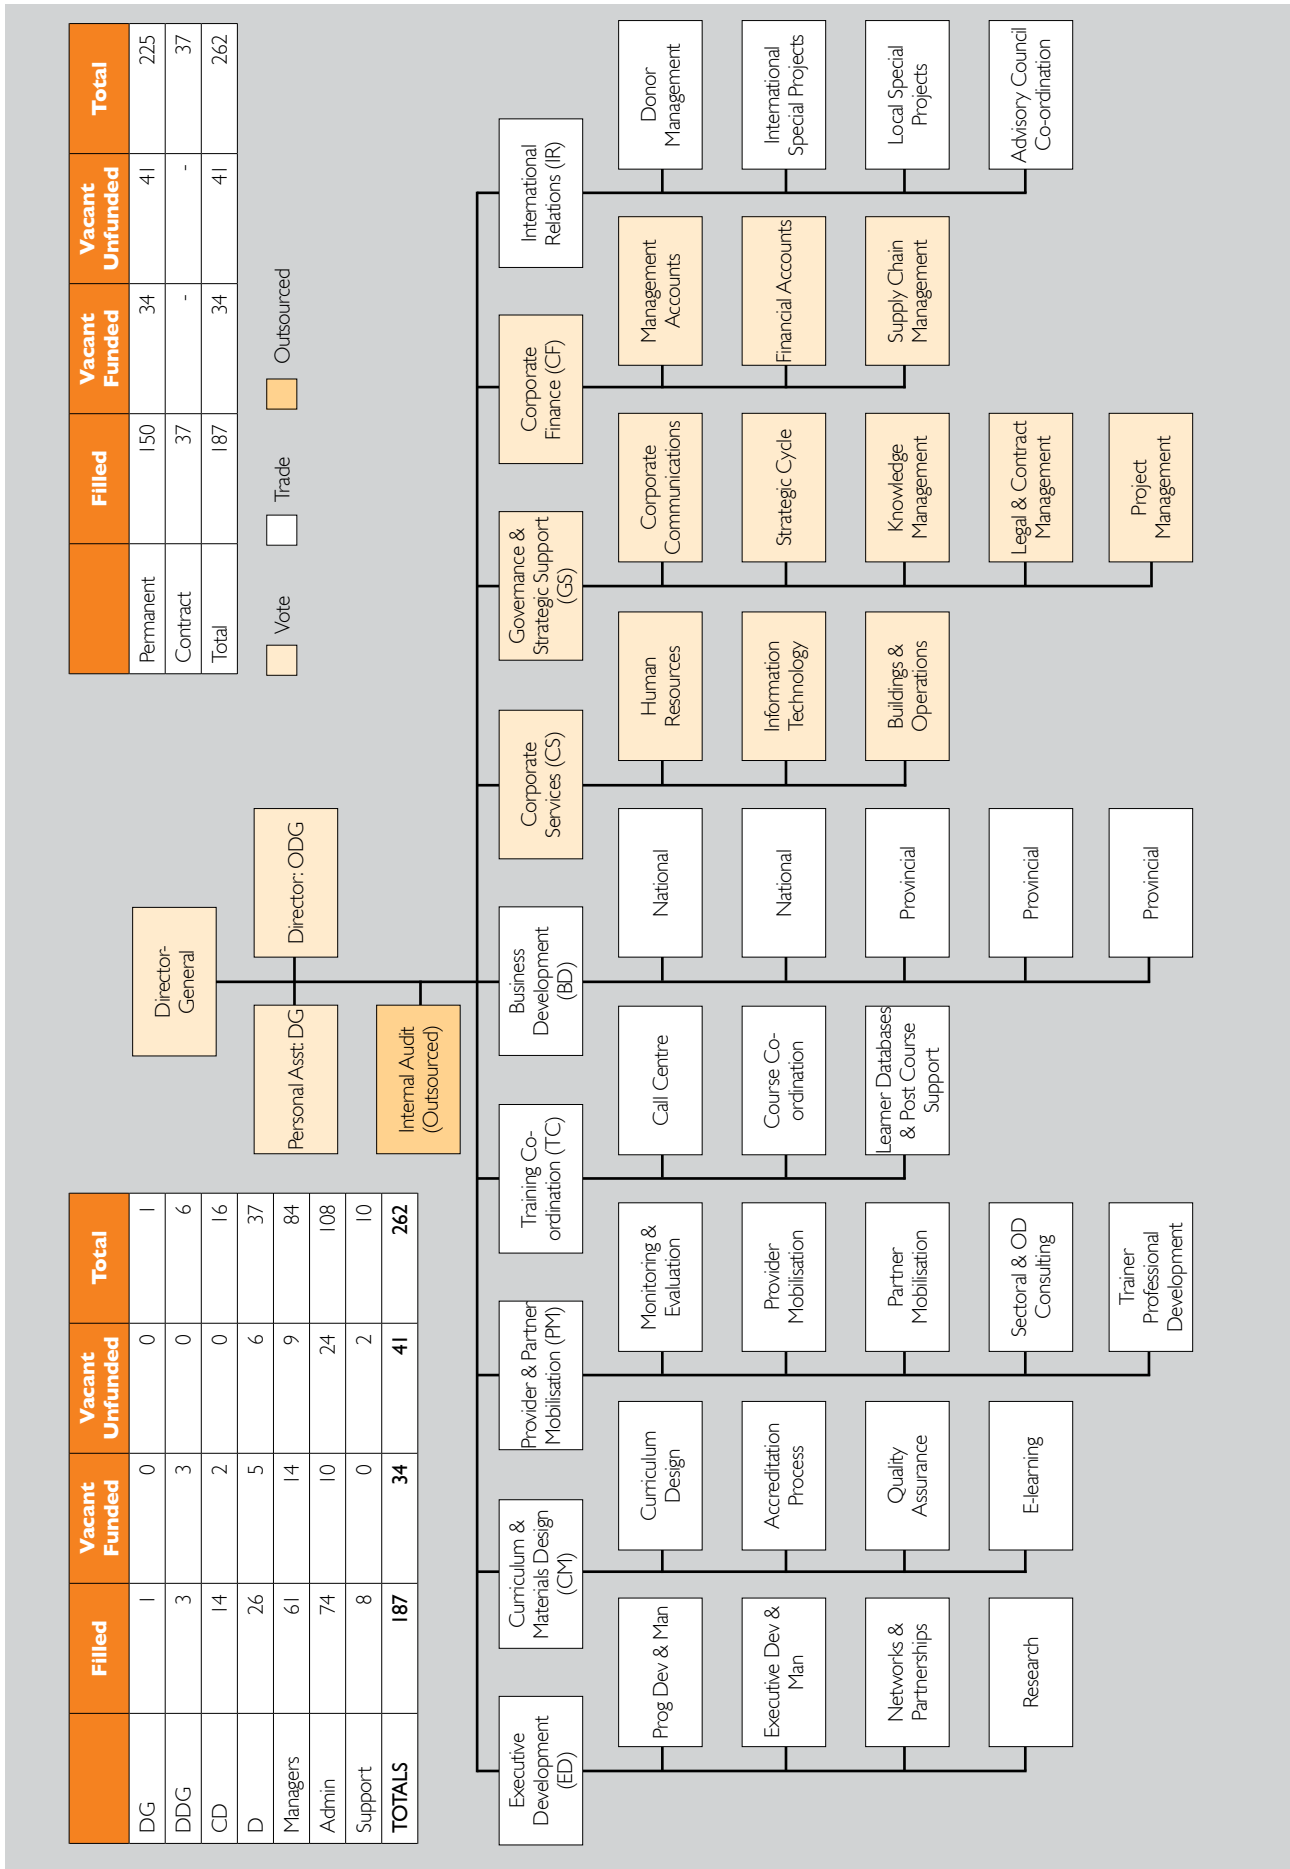 Filled
Vacant
Funded
Vacant
Unfunded
Total
DG 1 0 0 1
DDG 3 3 0 6
CD 14 2 0 16
D 26 5 6 37
Managers 61 14 9 84
Admin 74 10 24 108
Support 8 0 2 10
TOTALS 187 34 41 262
Filled
Vacant
Funded
Vacant
Unfunded
Total
Permanent 150 34 41 225
Contract 37 - - 37
Total 187 34 41 262
Vote
Trade
Outsourced
Director-
General
Personal Asst: DG
Director: ODG
Internal Audit
(Outsourced)
Executive
Development
(ED)
Prog Dev & Man
Executive Dev &
Man
Networks &
Partnerships
Research
Curriculum &
Materials Design
(CM)
Curriculum
Design
Accreditation
Process
Quality
Assurance
E-learning
Provider & Partner
Mobilisation (PM)
Monitoring &
Evaluation
Provider
Mobilisation
Partner
Mobilisation
Sectoral & OD
Consulting
Trainer
Professional
Development
Training Co-
ordination (TC)
Call Centre
Course Co-
ordination
Learner Databases
& Post Course
Support
Business
Development
(BD)
National
National
Provincial
Provincial
Provincial
Corporate
Services (CS)
Human
Resources
Information
Technology
Buildings &
Operations
Governance &
Strategic Support
(GS)
Corporate
Communications
Strategic Cycle
Knowledge
Management
Legal & Contract
Management
Project
Management
Corporate
Finance (CF)
Management
Accounts
Financial Accounts
Supply Chain
Management
International
Relations (IR)
Donor
Management
International
Special Projects
Local Special
Projects
Advisory Council
Co-ordination